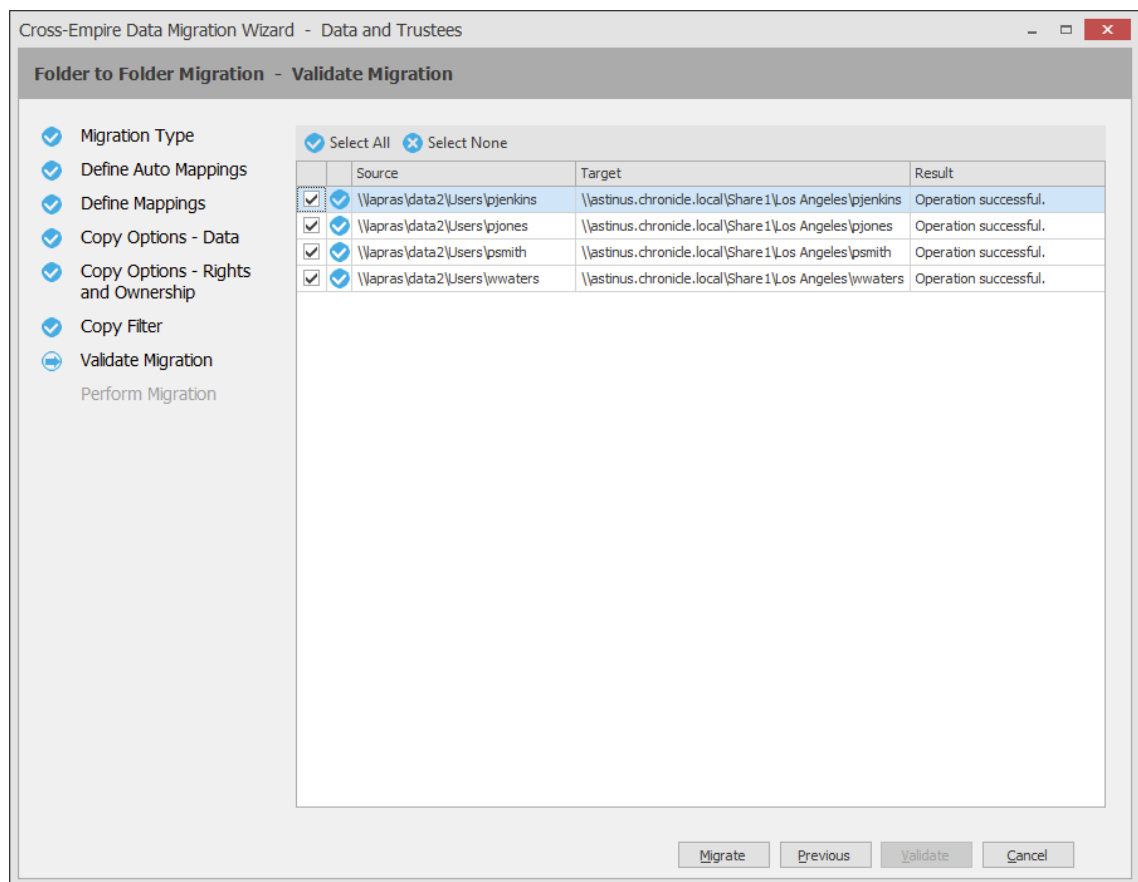 Cross-Empire Data Migration Wizard - Data and Trustees
Folder to Folder Migration - Validate Migration
Migration Type
Define Auto Mappings
Define Mappings
Copy Options - Data
Copy Options - Rights
and Ownership
Copy Filter
Validate Migration
Perform Migration
Select All Select None
Source Target Result
\\lapras\data2\Users\pjenkins \\astinus.chronicle.local\Share1\Los Angeles\pjenkins Operation successful.
\\lapras\data2\Users\pjones \\astinus.chronicle.local\Share1\Los Angeles\pjones Operation successful.
\\lapras\data2\Users\psmith \\astinus.chronicle.local\Share1\Los Angeles\psmith Operation successful.
\\lapras\data2\Users\wwaters \\astinus.chronicle.local\Share1\Los Angeles\wwaters Operation successful.
Migrate Previous Validate Cancel